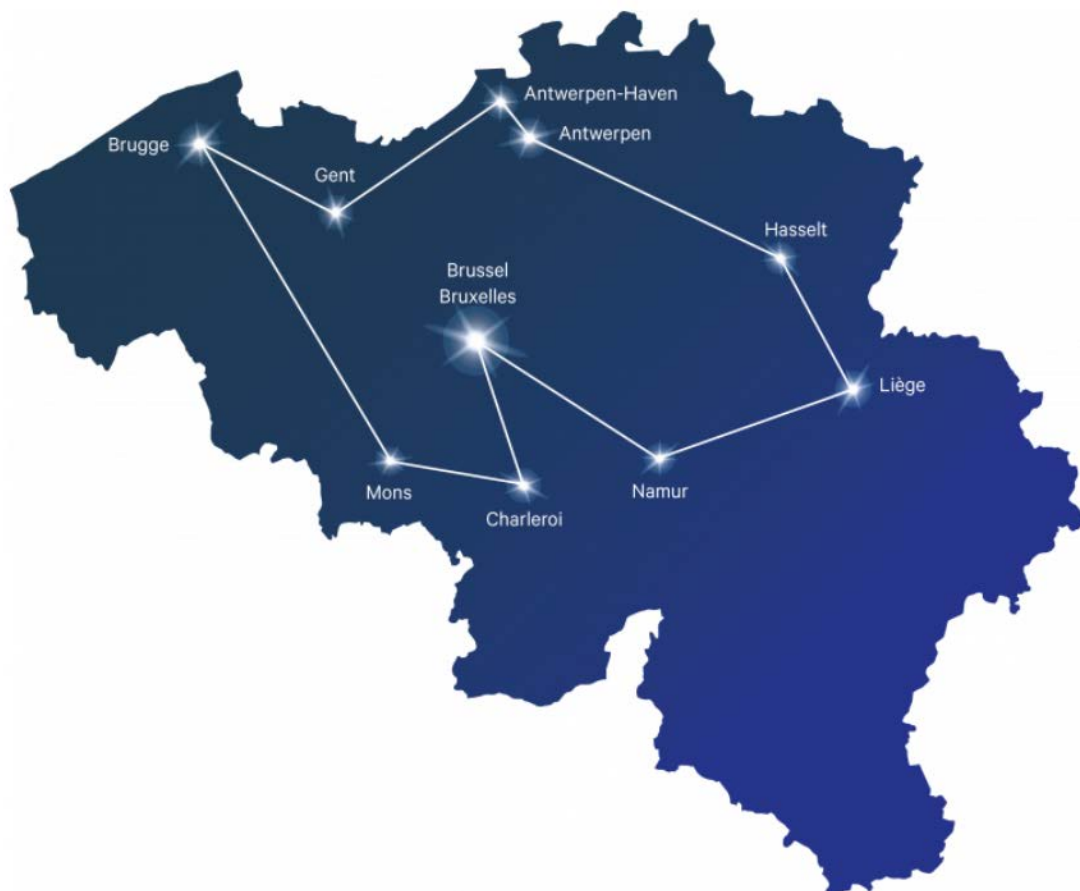 Antwerpen-Haven
Antwerpen
Brugge
Gent
Hasselt
Brussel
Bruxelles
Liège
Mons
Namur
Charleroi